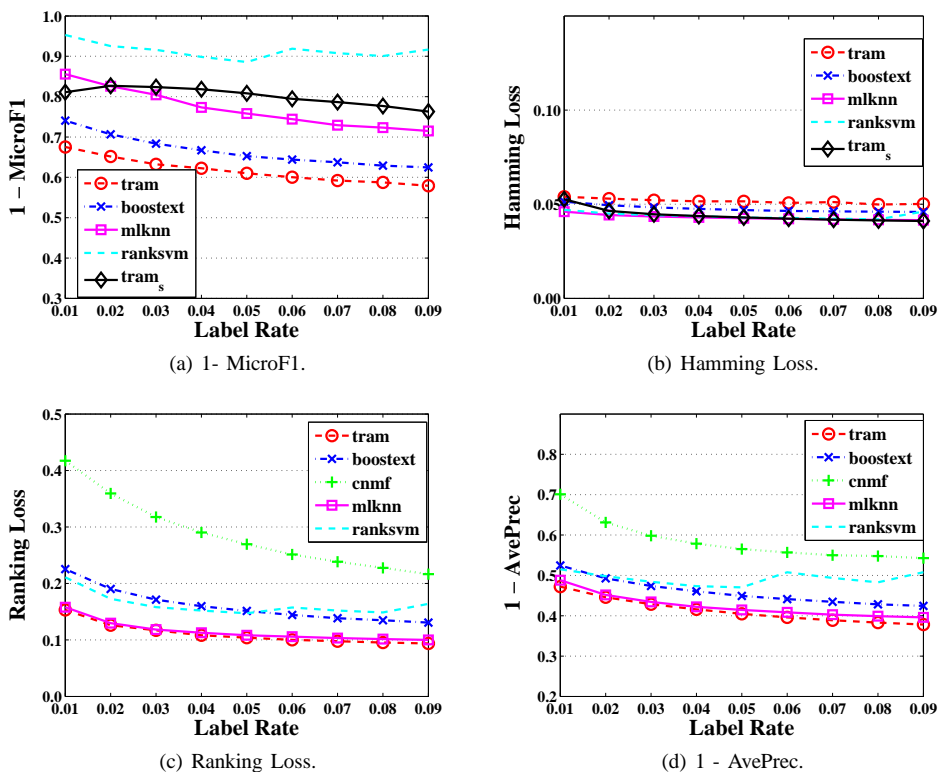 1.0
0.9
0.8
0.7
0.6
0.5
0.4
0.3
1 – MicroF1
tram
boostext
mlknn
ranksvm
tram_s
0.01 0.02 0.03 0.04 0.05 0.06 0.07 0.08 0.09
Label Rate
(a) 1- MicroF1.
0.10
0.05
0.00
Hamming Loss
tram
boostext
mlknn
ranksvm
tram_s
0.01 0.02 0.03 0.04 0.05 0.06 0.07 0.08 0.09
Label Rate
(b) Hamming Loss.
0.5
0.4
0.3
0.2
0.1
0.0
Ranking Loss
tram
boostext
cnmf
mlknn
ranksvm
0.01 0.02 0.03 0.04 0.05 0.06 0.07 0.08 0.09
Label Rate
(c) Ranking Loss.
0.8
0.7
0.6
0.5
0.4
0.3
0.2
1 – AvePrec
tram
boostext
cnmf
mlknn
ranksvm
0.01 0.02 0.03 0.04 0.05 0.06 0.07 0.08 0.09
Label Rate
(d) 1 - AvePrec.